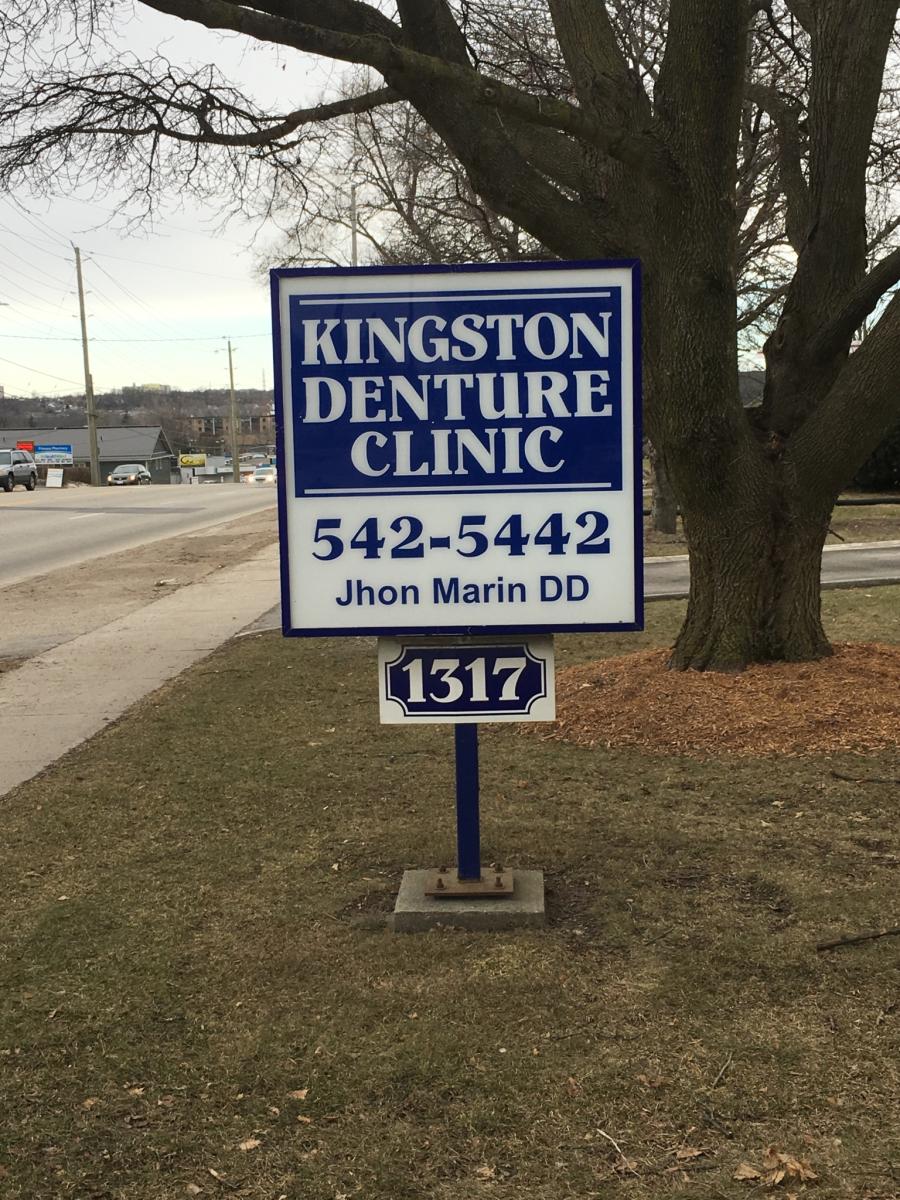 KINGSTON
DENTURE
CLINIC
542-5442
Jhon Marin DD
1317